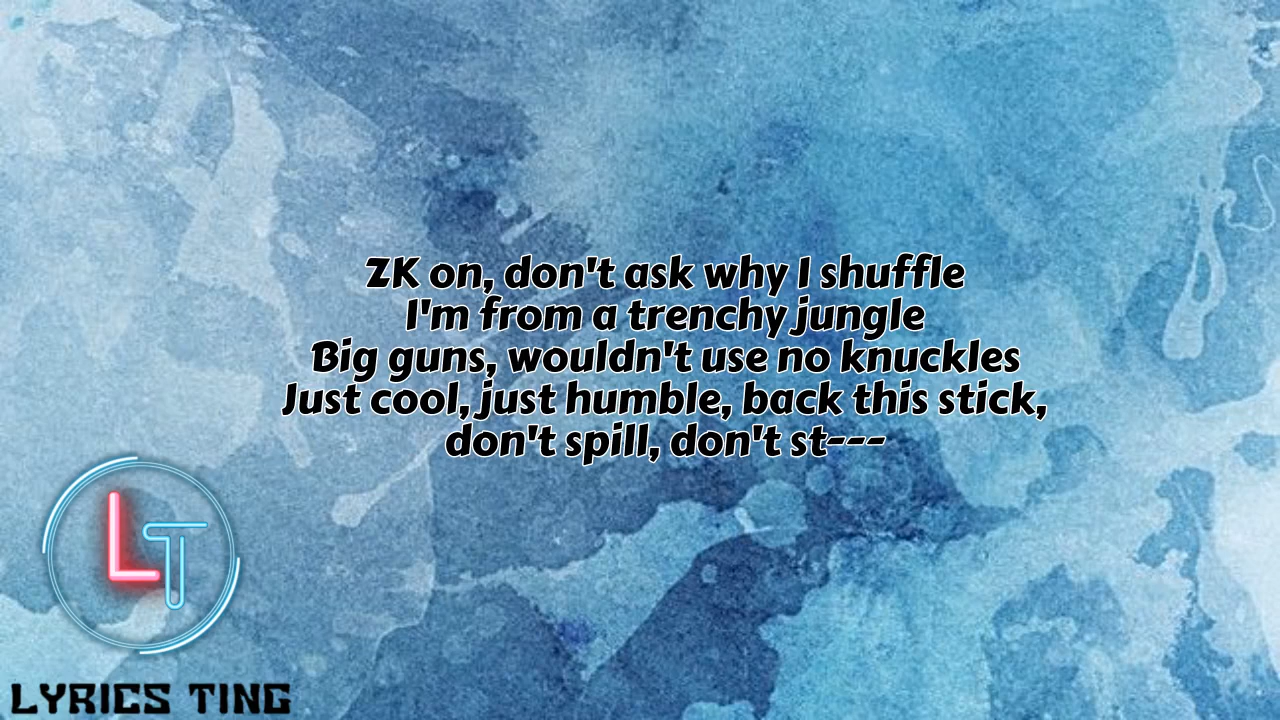 ZK on, don't ask why I shuffle
I'm from a trenchy jungle
Big guns, wouldn't use no knuckles
Just cool, just humble, back this stick,
don't spill, don't st---
LT
LYRICS TING